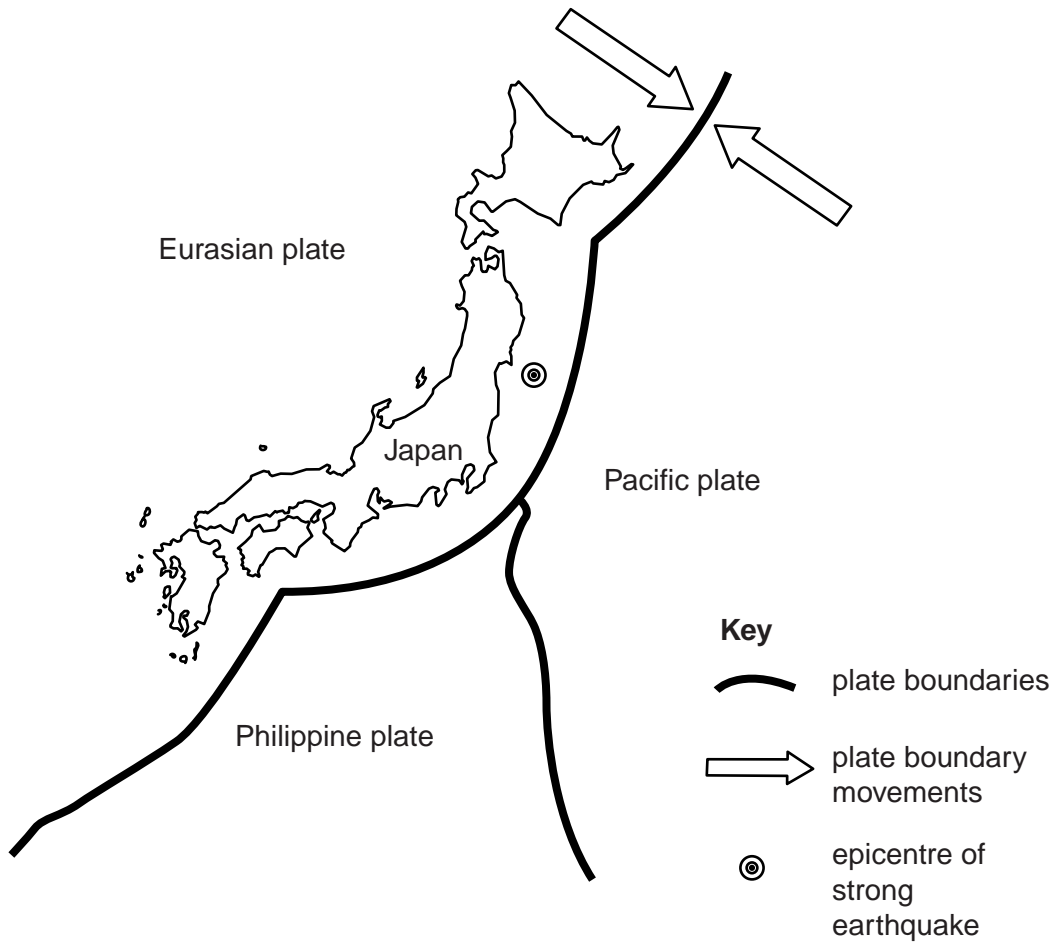 Eurasian plate
Japan
Pacific plate
Philippine plate
Key
plate boundaries
plate boundary
movements
epicentre of
strong
earthquake